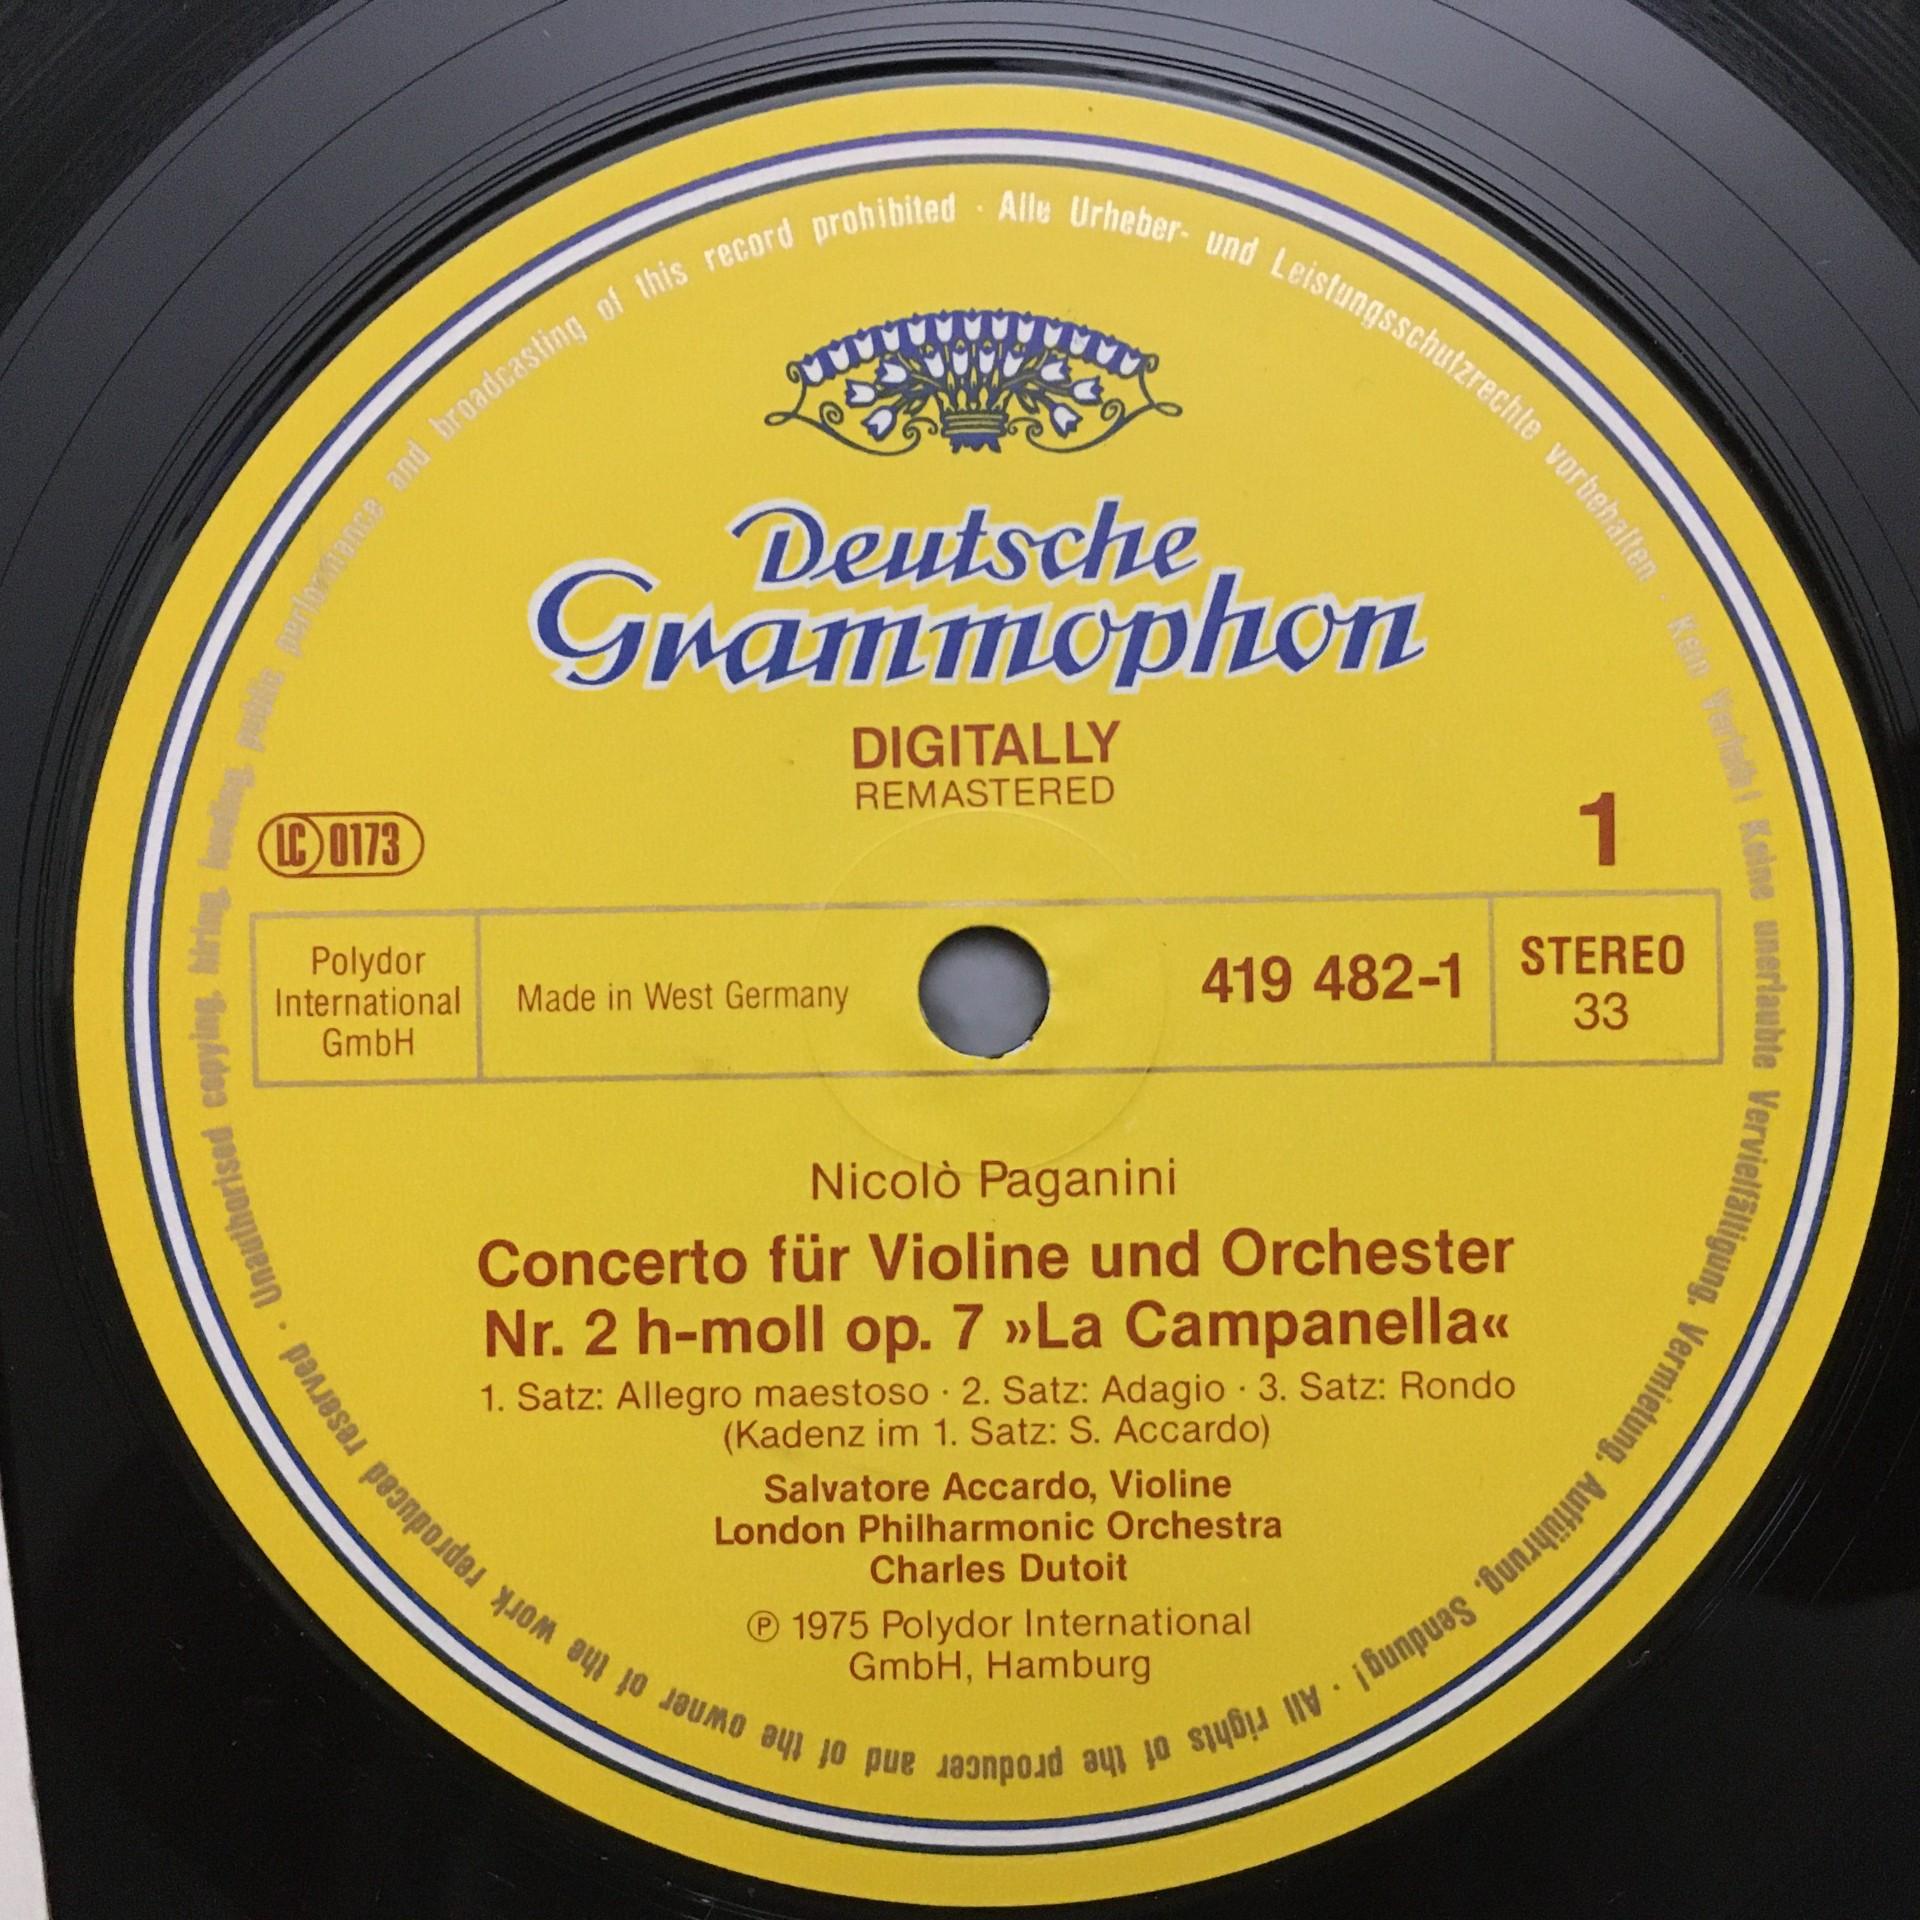 Deutsche
Grammophon
DIGITALLY
REMASTERED
LC 0173
1
Polydor
International
GmbH
Made in West Germany
419 482-1
STEREO
33
Nicolò Paganini
Concerto für Violine und Orchester
Nr. 2 h-moll op. 7 »La Campanella«
1. Satz: Allegro maestoso · 2. Satz: Adagio · 3. Satz: Rondo
(Kadenz im 1. Satz: S. Accardo)
Salvatore Accardo, Violine
London Philharmonic Orchestra
Charles Dutoit
℗ 1975 Polydor International
GmbH, Hamburg
Alle Urheber- und Leistungsschutzrechte vorbehalten · Kein Verleih! Keine unerlaubte Vervielfältigung, Vermietung, Aufführung, Sendung! · All rights of the producer and of the owner of the work reproduced reserved · Unauthorised copying, hiring, lending, public performance and broadcasting of this record prohibited ·